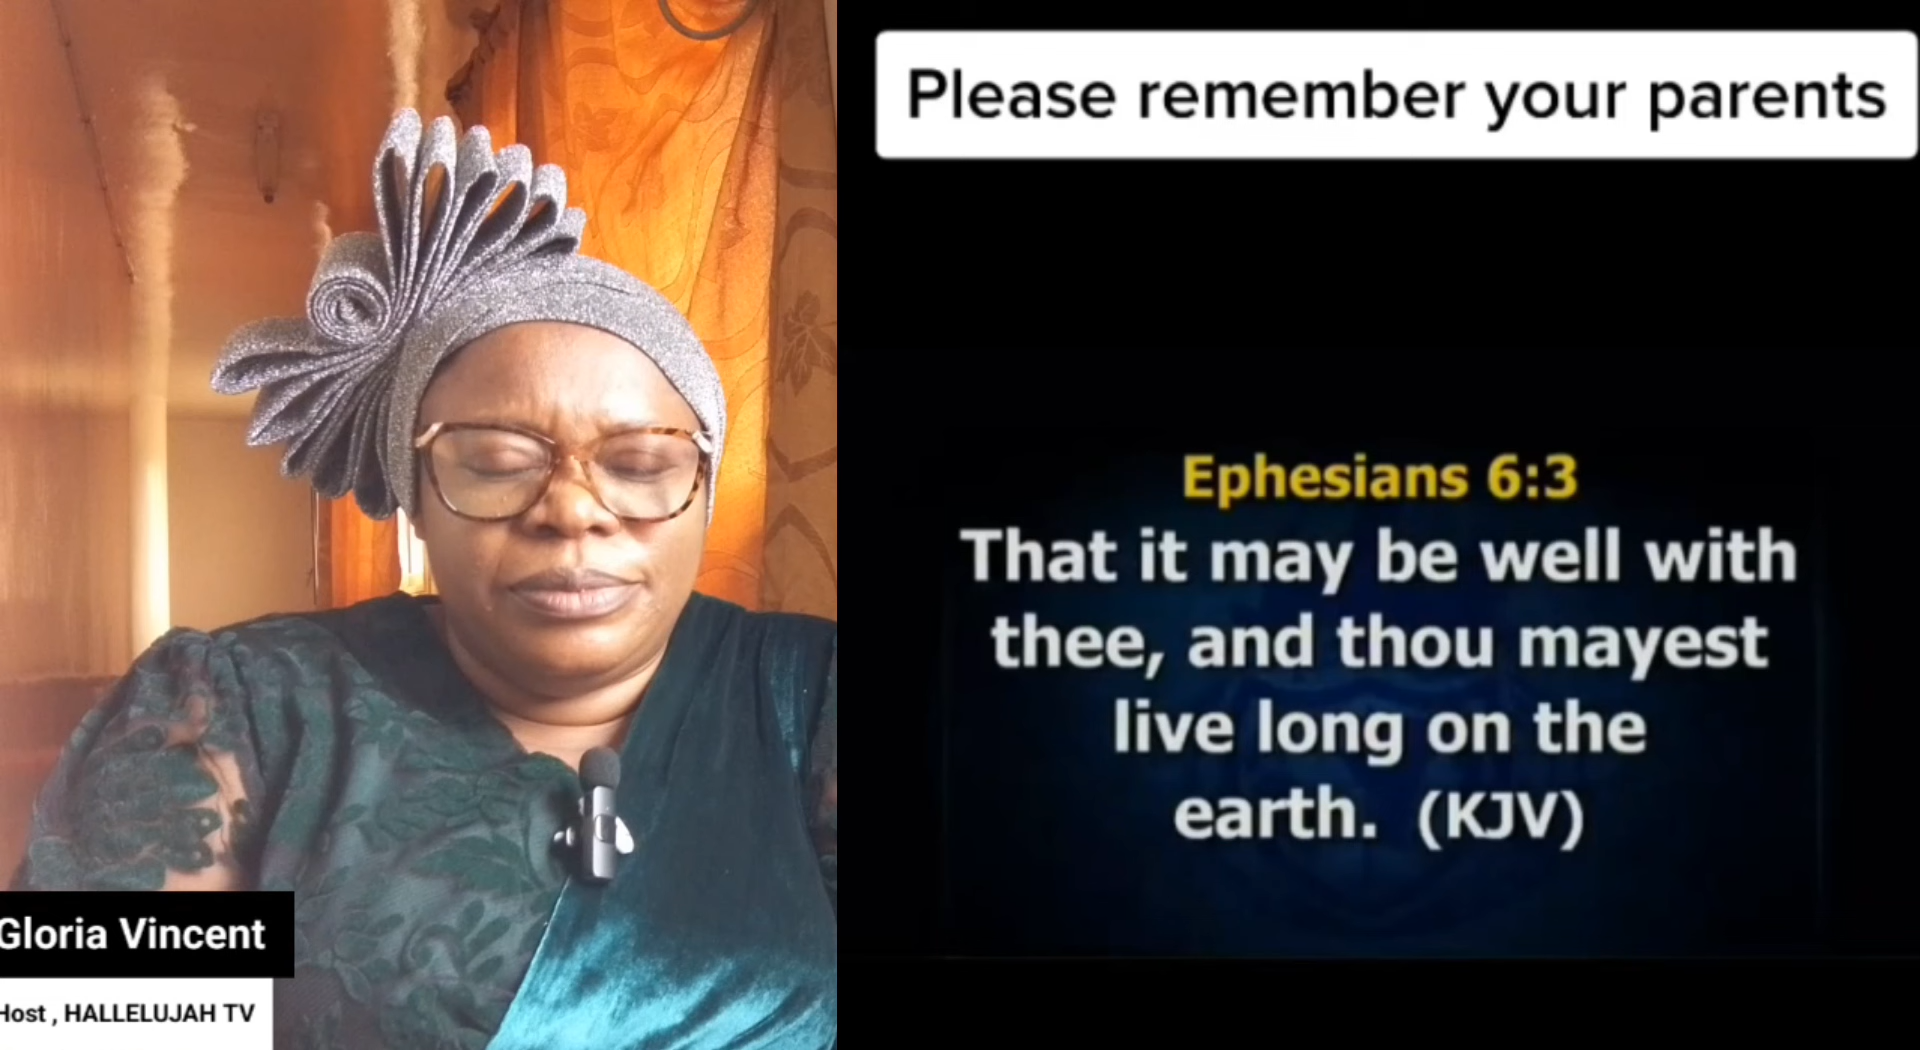 Please remember your parents
Ephesians 6:3
That it may be well with
thee, and thou mayest
live long on the
earth. (KJV)
Gloria Vincent
Host , HALLELUJAH TV